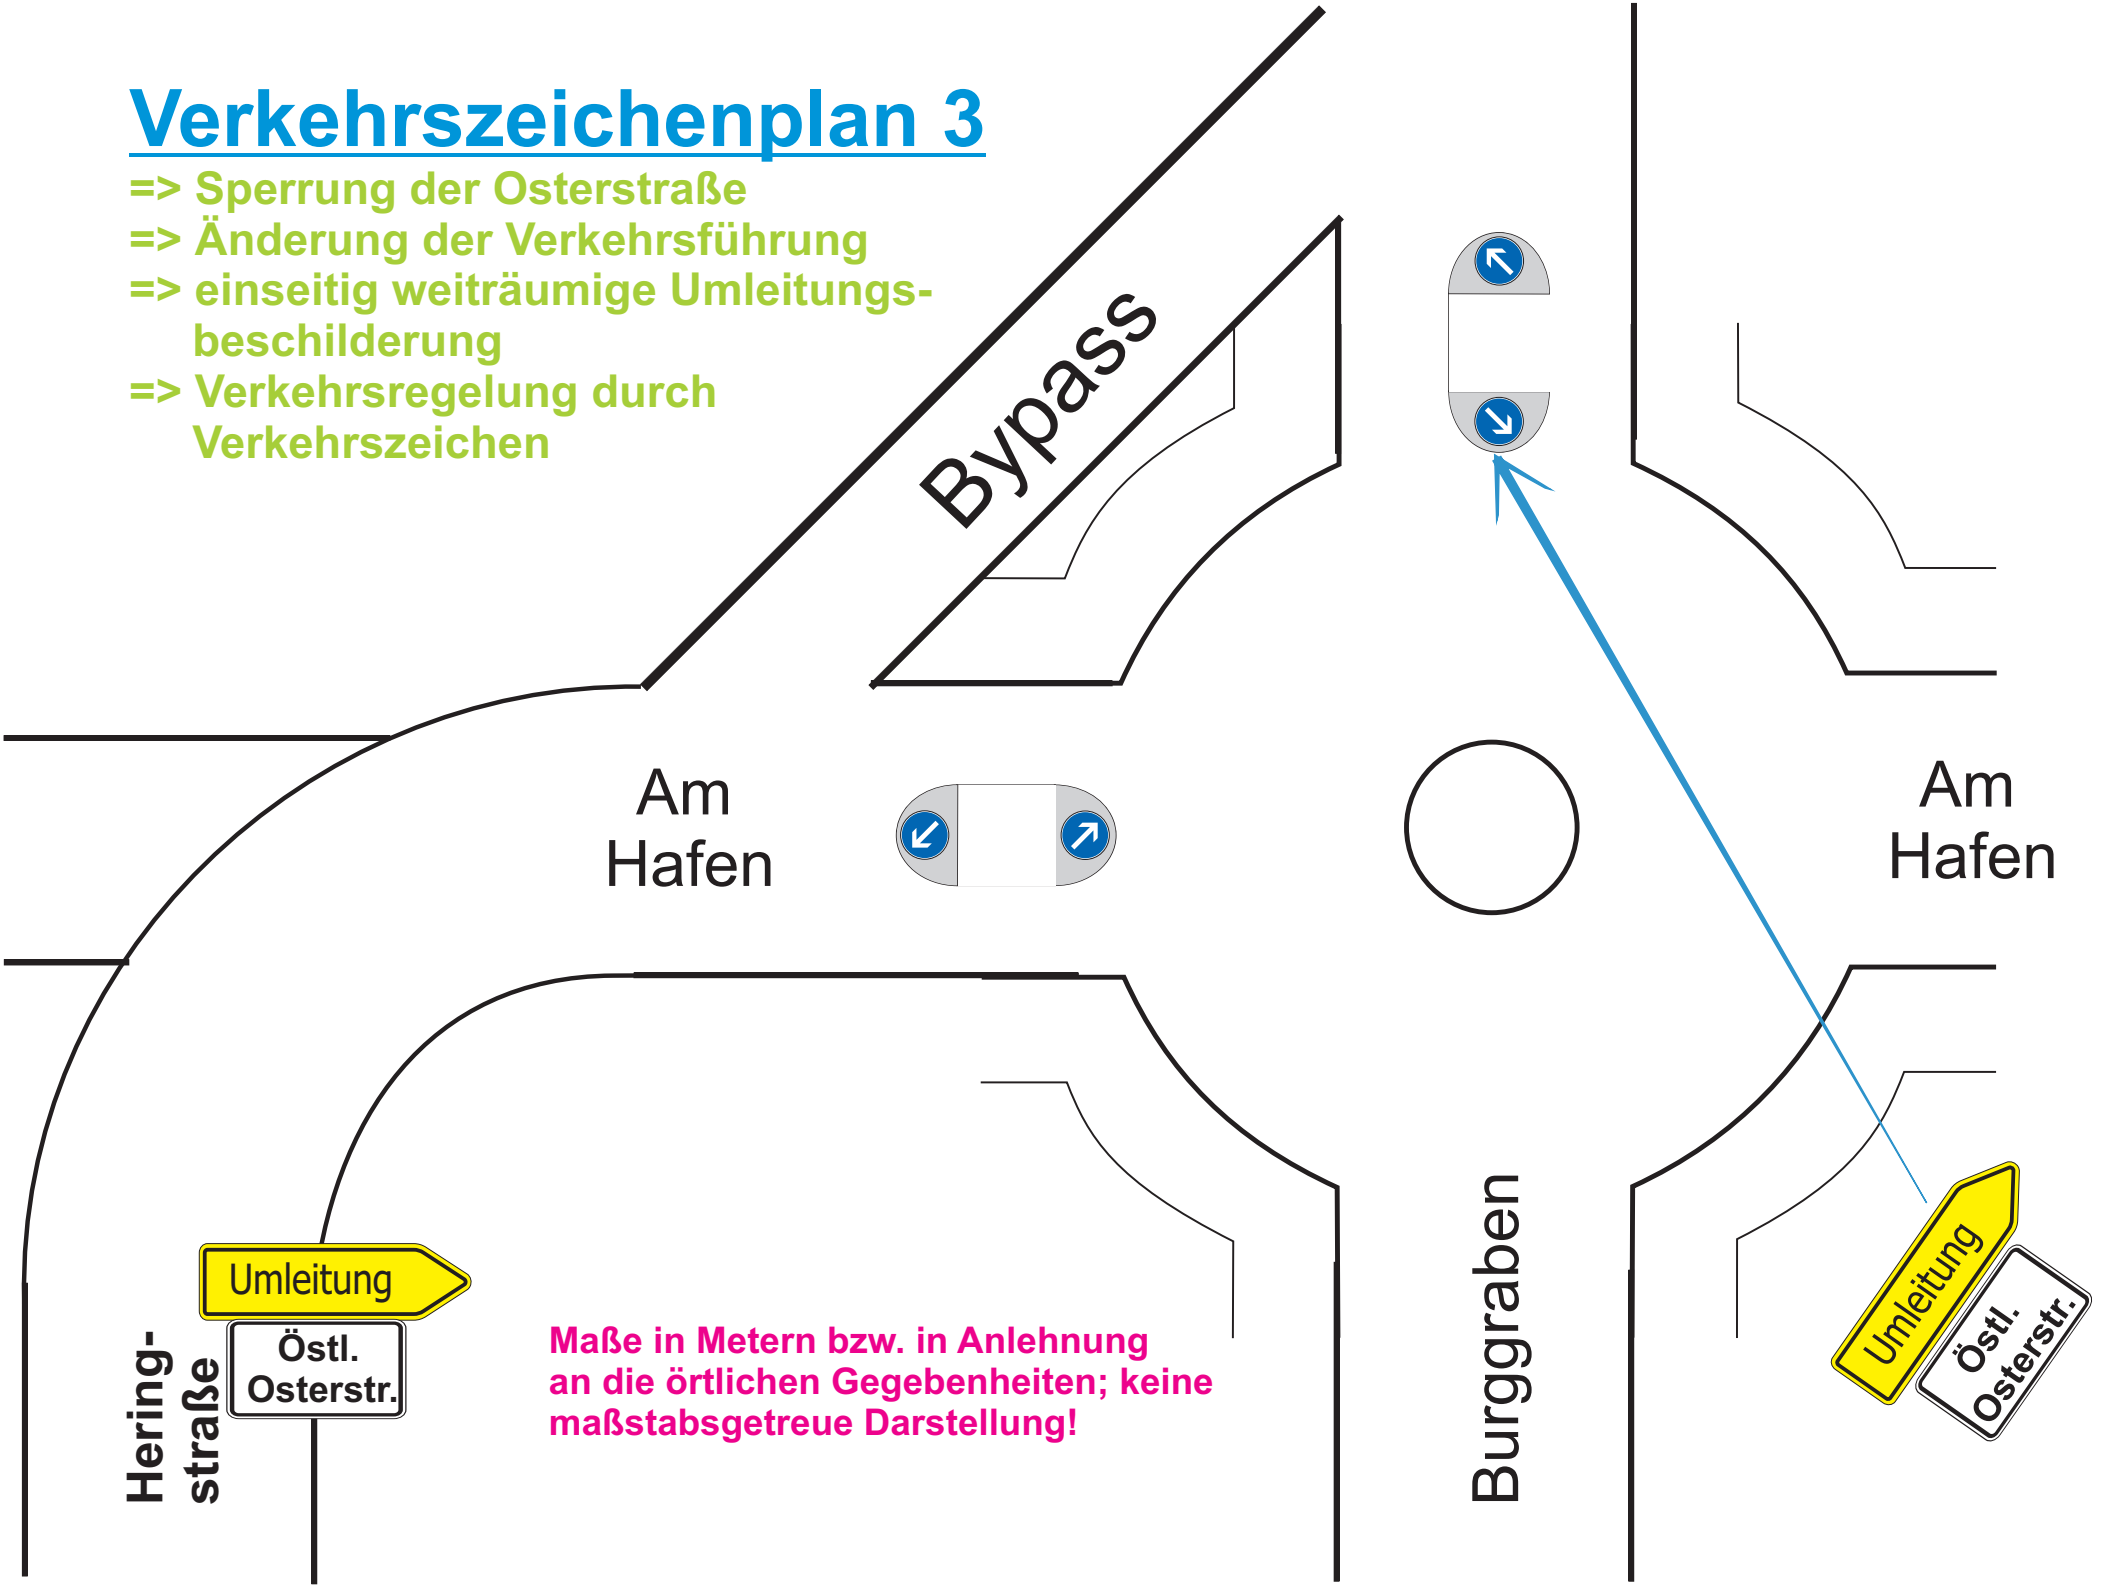 Verkehrszeichenplan 3
=> Sperrung der Osterstraße
=> Änderung der Verkehrsführung
=> einseitig weiträumige Umleitungs-
beschilderung
=> Verkehrsregelung durch
Verkehrszeichen
Bypass
Am
Hafen
Am
Hafen
Umleitung
Östl.
Osterstr.
Hering-
straße
Maße in Metern bzw. in Anlehnung
an die örtlichen Gegebenheiten; keine
maßstabsgetreue Darstellung!
Burggraben
Umleitung
Östl.
Osterstr.